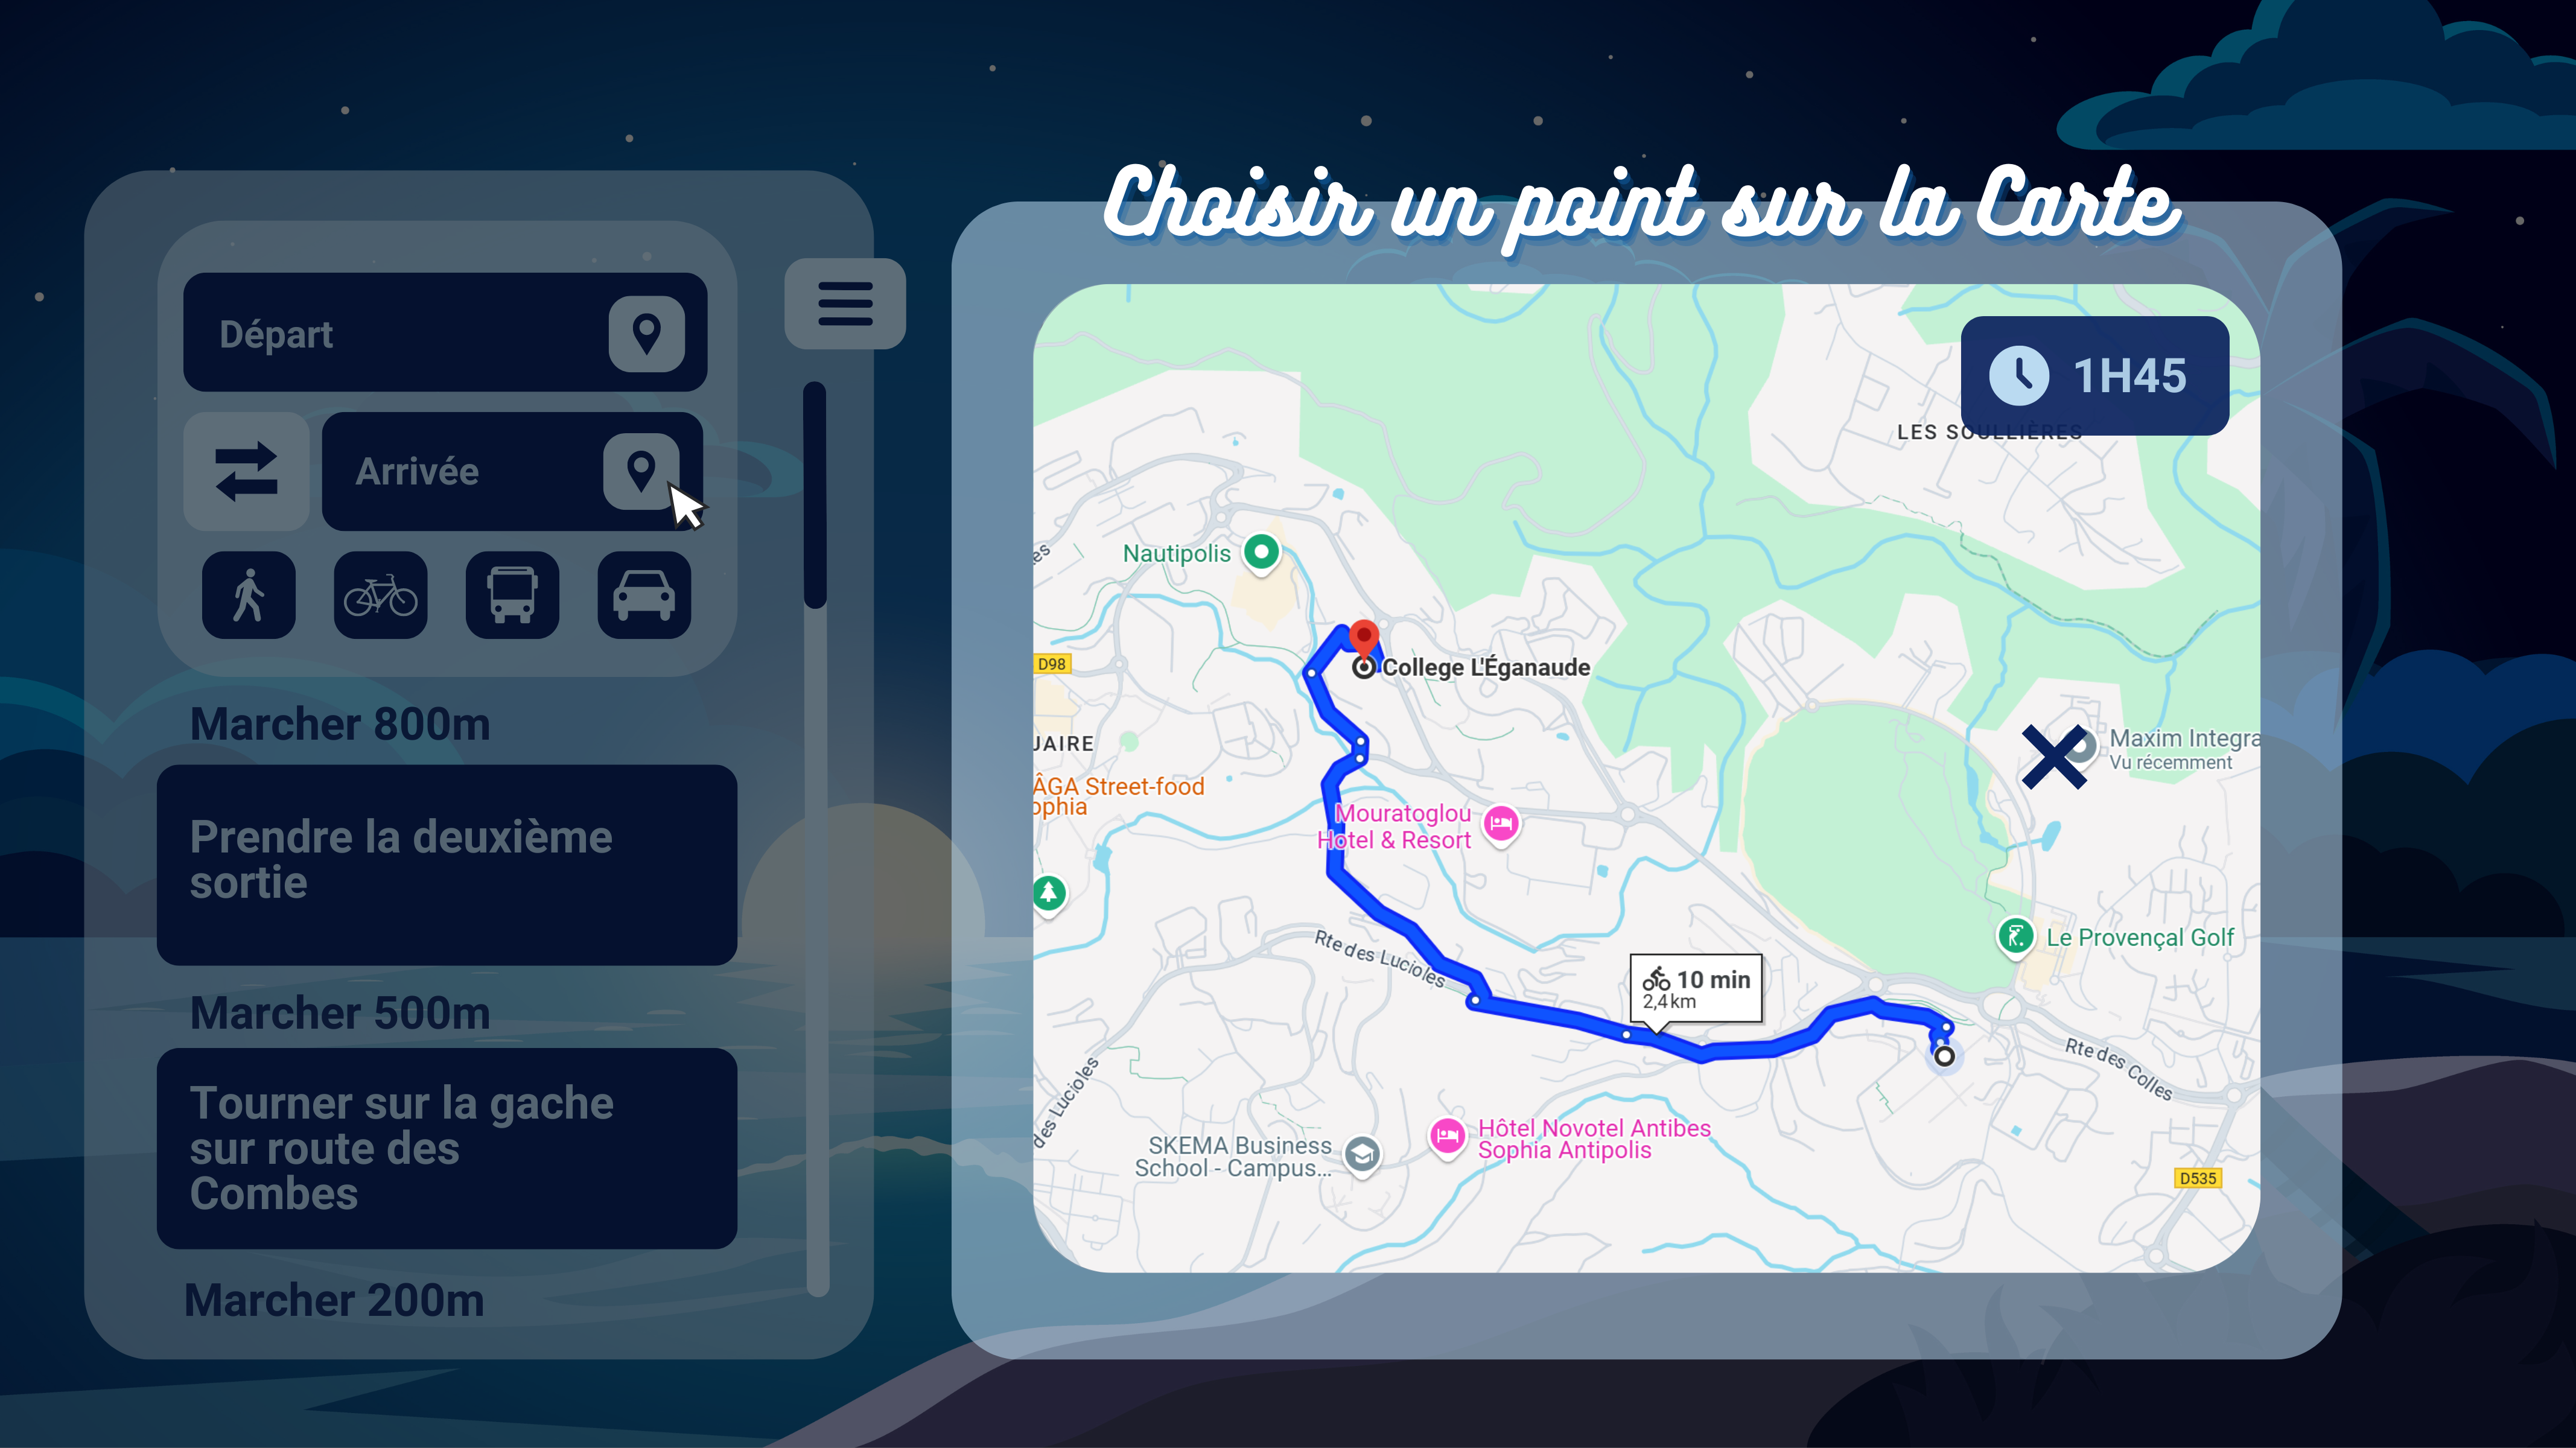 Choisir un point sur la Carte
Départ
Arrivée
Marcher 800m
Prendre la deuxième
sortie
Marcher 500m
Tourner sur la gache
sur route des
Combes
Marcher 200m
1H45
LES SOULLIÈRES
Nautipolis
D98
College L'Éganaude
JAIRE
ÂGA Street-food
ophia
Maxim Integra
Vu récemment
Mouratoglou
Hotel & Resort
Le Provençal Golf
Rte des Lucioles
10 min
2,4 km
Rte des Colles
des Lucioles
SKEMA Business
School - Campus...
Hôtel Novotel Antibes
Sophia Antipolis
D535